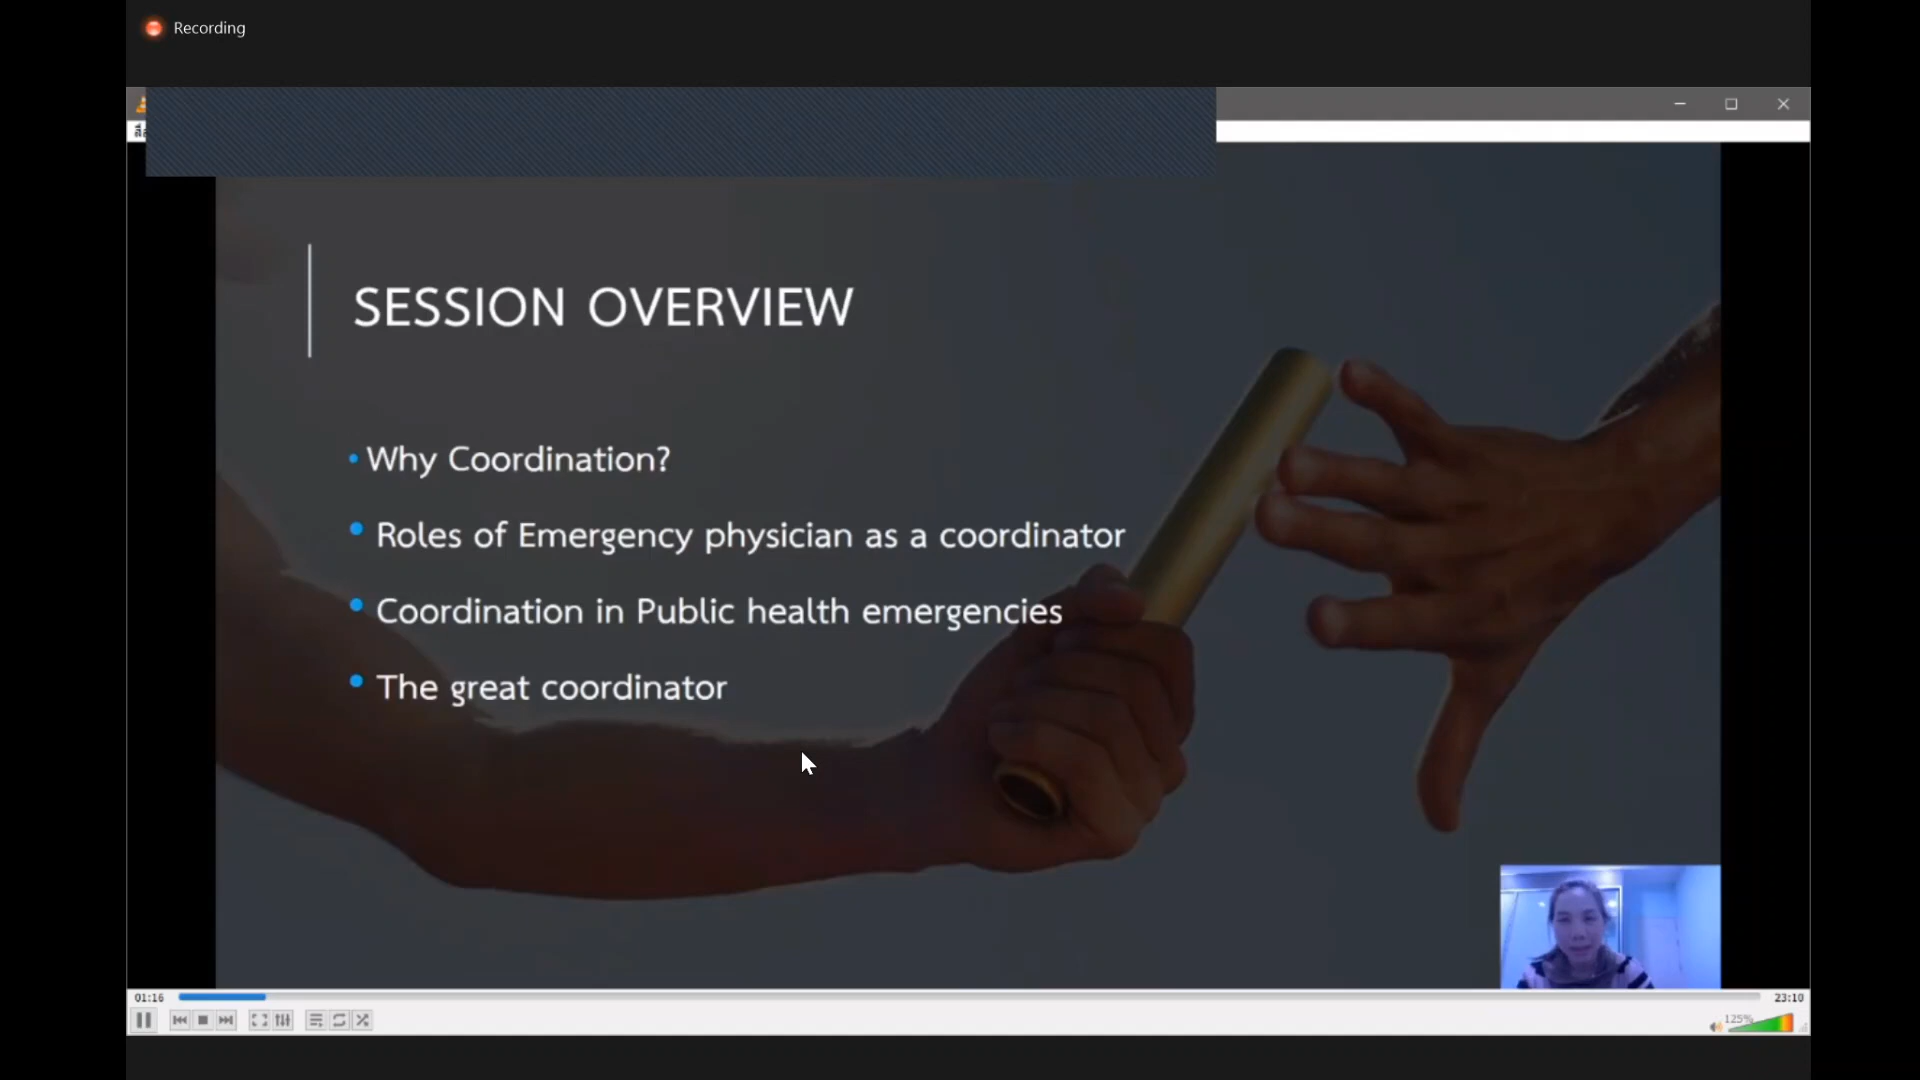 Recording
SESSION OVERVIEW
• Why Coordination?
• Roles of Emergency physician as a coordinator
• Coordination in Public health emergencies
• The great coordinator
01:16
23:10
125%